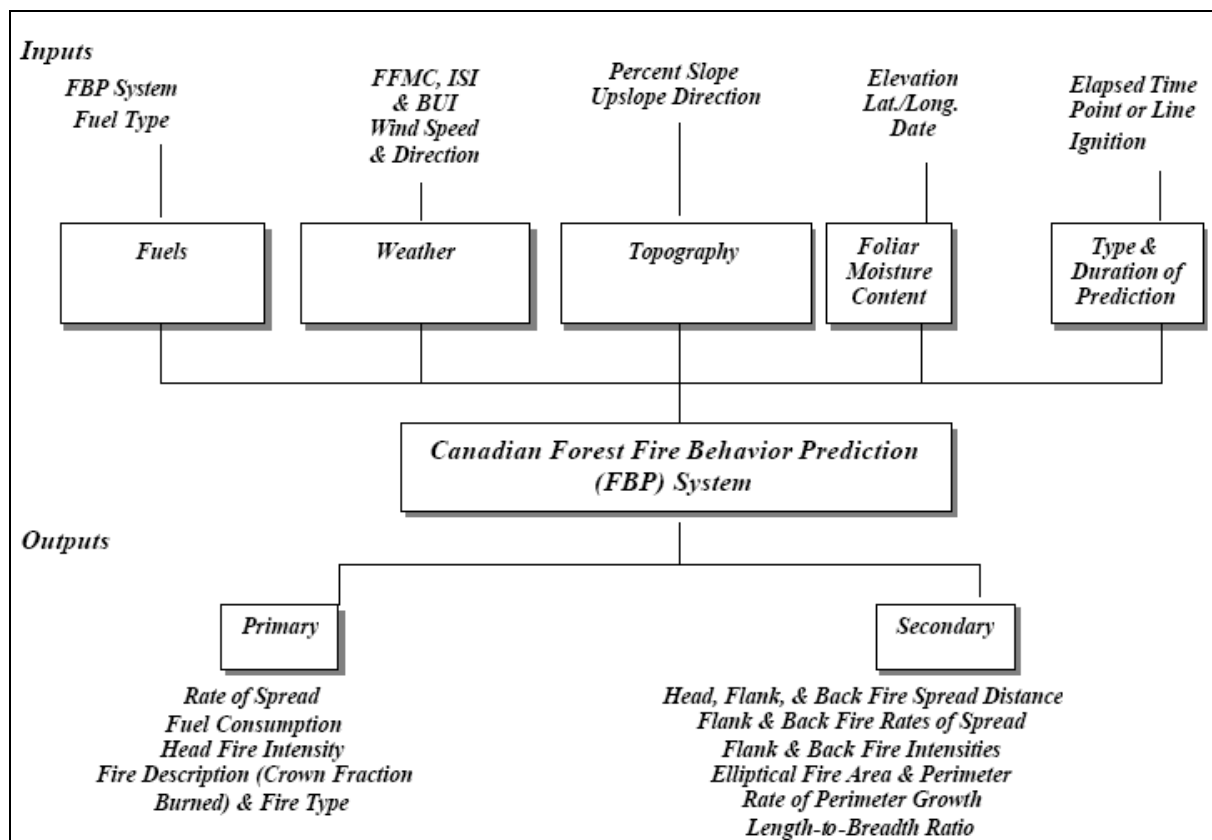 Inputs
FBP System
Fuel Type
FFMC, ISI
& BUI
Wind Speed
& Direction
Percent Slope
Upslope Direction
Elevation
Lat./Long.
Date
Elapsed Time
Point or Line
Ignition
Fuels
Weather
Topography
Foliar
Moisture
Content
Type &
Duration of
Prediction
Canadian Forest Fire Behavior Prediction
(FBP) System
Outputs
Primary
Secondary
Rate of Spread
Fuel Consumption
Head Fire Intensity
Fire Description (Crown Fraction
Burned) & Fire Type
Head, Flank, & Back Fire Spread Distance
Flank & Back Fire Rates of Spread
Flank & Back Fire Intensities
Elliptical Fire Area & Perimeter
Rate of Perimeter Growth
Length-to-Breadth Ratio